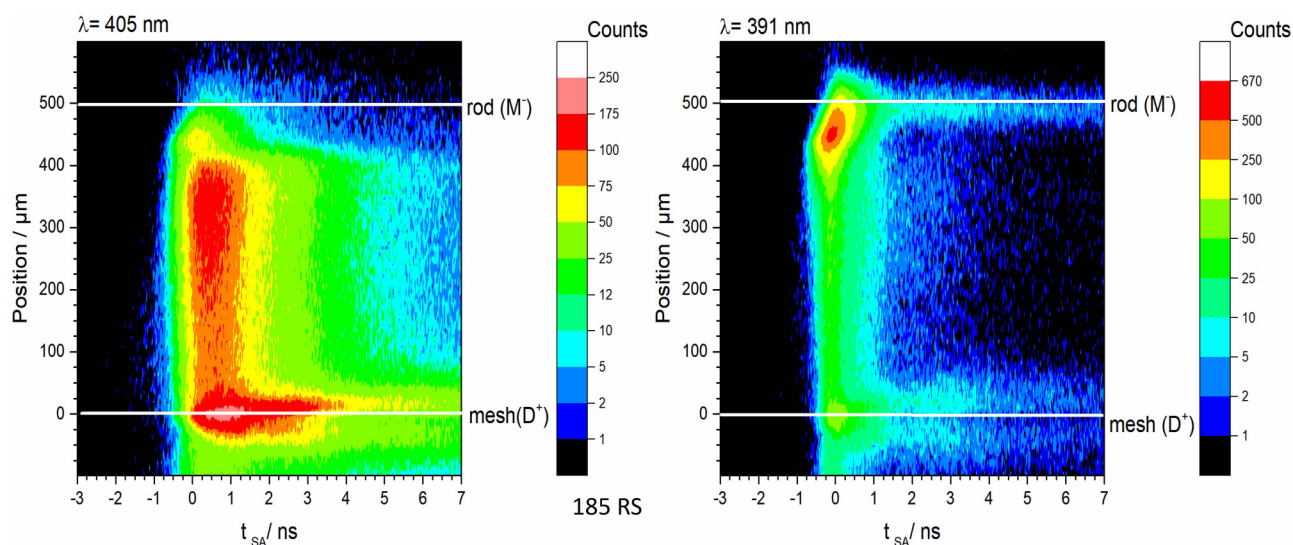 λ= 405 nm
Counts
250
175
100
75
50
25
12
10
5
2
1
500
400
300
200
100
0
Position / µm
rod (M⁻)
mesh(D⁺)
-3 -2 -1 0 1 2 3 4 5 6 7
t_SA/ ns
185 RS
λ= 391 nm
Counts
670
500
250
100
50
25
10
5
2
1
500
400
300
200
100
0
Position / µm
rod (M⁻)
mesh (D⁺)
-3 -2 -1 0 1 2 3 4 5 6 7
t_SA/ ns